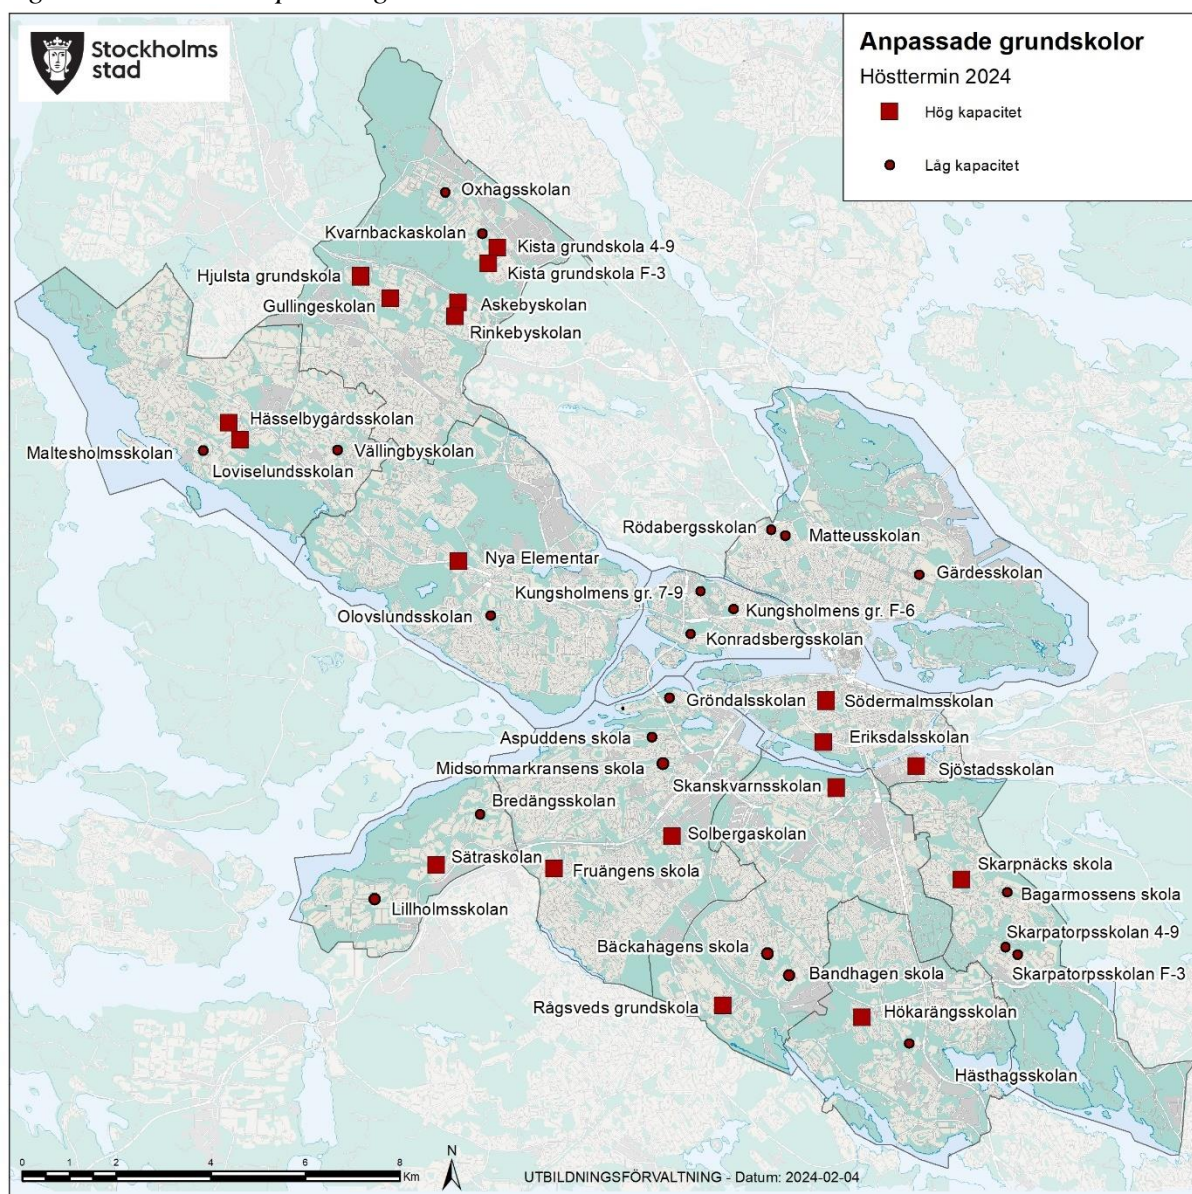 Stockholms
stad
Anpassade grundskolor
Hösttermin 2024
Hög kapacitet
Låg kapacitet
Oxhagsskolan
Kvarnbackaskolan
Kista grundskola 4-9
Kista grundskola F-3
Hjulsta grundskola
Gullingeskolan
Askebyskolan
Rinkebyskolan
Hässelbygårdsskolan
Maltesholmsskolan
Vällingbyskolan
Loviselundsskolan
Rödabergsskolan
Matteusskolan
Nya Elementar
Gärdesskolan
Kungsholmens gr. 7-9
Kungsholmens gr. F-6
Olovslundsskolan
Konradsbergsskolan
Gröndalsskolan
Södermalmsskolan
Aspuddens skola
Eriksdalsskolan
Midsommarkransens skola
Sjöstadsskolan
Skanskvarnsskolan
Bredängsskolan
Solbergaskolan
Sätraskolan
Fruängens skola
Skarpnäcks skola
Bagarmossens skola
Lillholmsskolan
Skarpatorpsskolan 4-9
Bäckahagens skola
Bandhagen skola
Skarpatorpsskolan F-3
Rågsveds grundskola
Hökarängsskolan
Hästhagsskolan
N
0 1 2 4 6 8
Km
UTBILDNINGSFÖRVALTNING - Datum: 2024-02-04